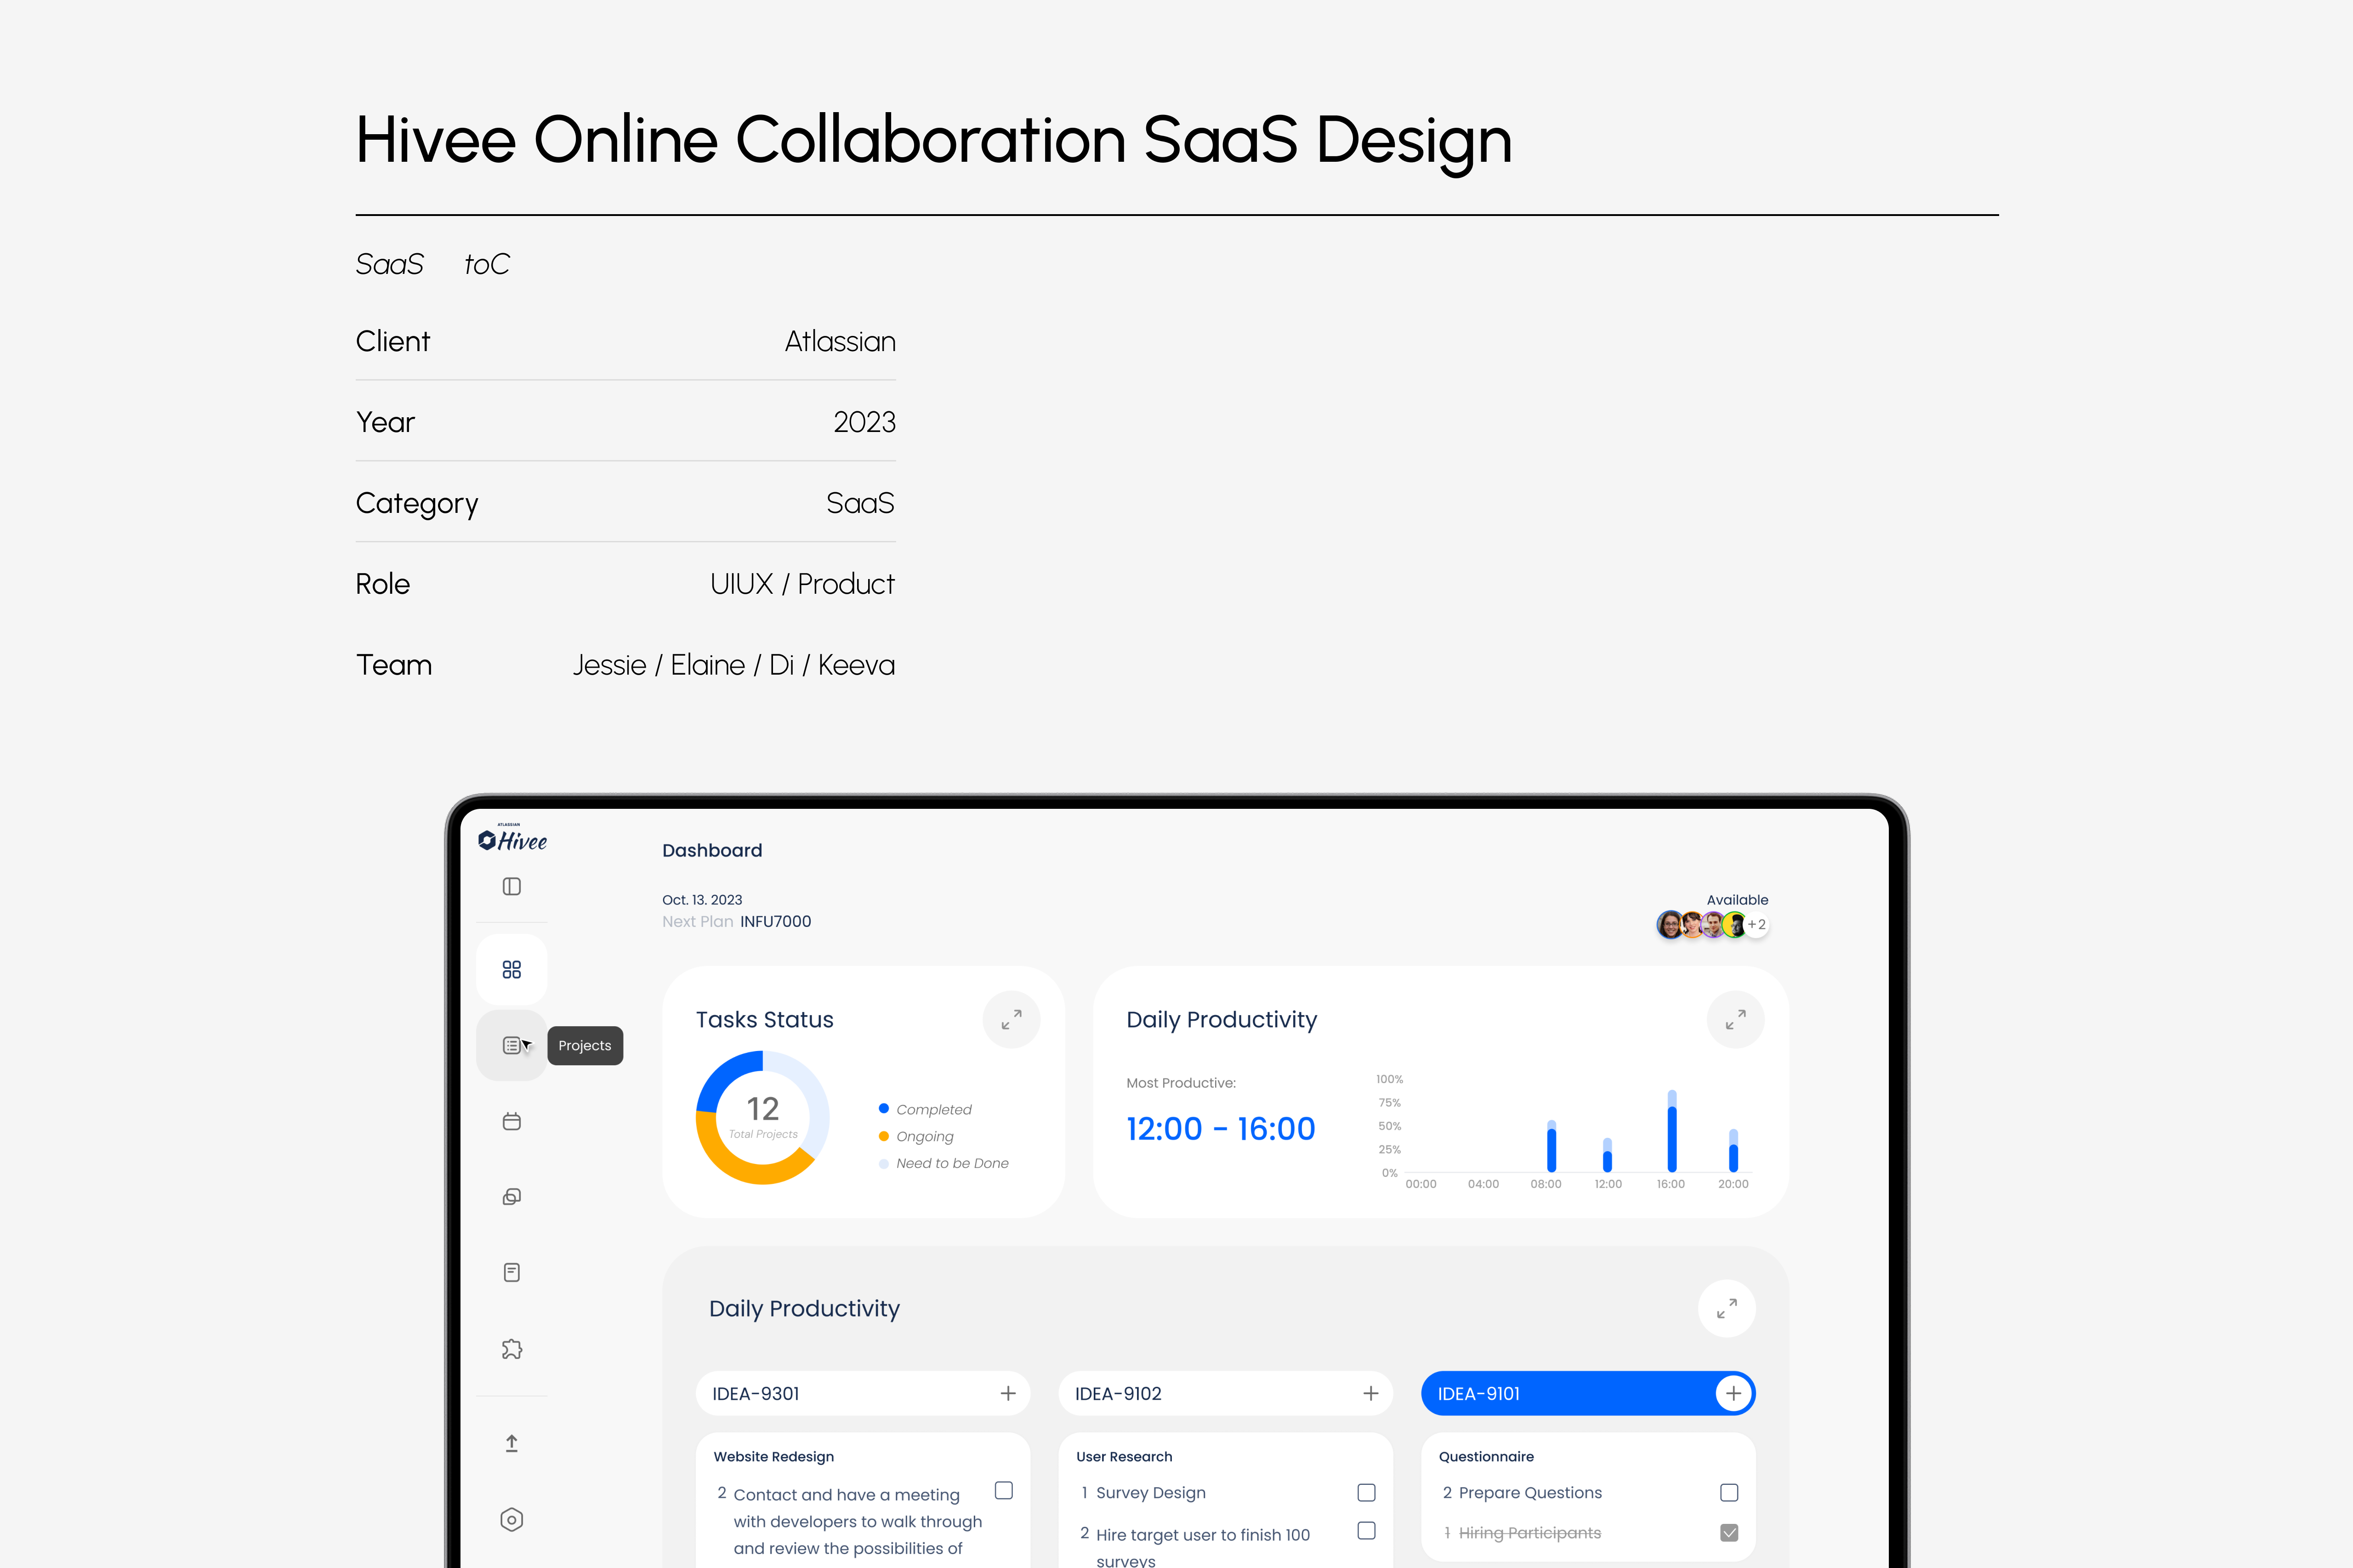 Hivee Online Collaboration SaaS Design
SaaS toC
Client Atlassian
Year 2023
Category SaaS
Role UIUX / Product
Team Jessie / Elaine / Di / Keeva
ATLASSIAN
Hivee
Dashboard
Oct. 13. 2023
Next Plan INFU7000
Available
+2
Projects
Tasks Status
12
Total Projects
Completed
Ongoing
Need to be Done
Daily Productivity
Most Productive:
12:00 - 16:00
100%
75%
50%
25%
0%
00:00 04:00 08:00 12:00 16:00 20:00
Daily Productivity
IDEA-9301
Website Redesign
2 Contact and have a meeting
with developers to walk through
and review the possibilities of
IDEA-9102
User Research
1 Survey Design
2 Hire target user to finish 100
surveys
IDEA-9101
Questionnaire
2 Prepare Questions
1 Hiring Participants